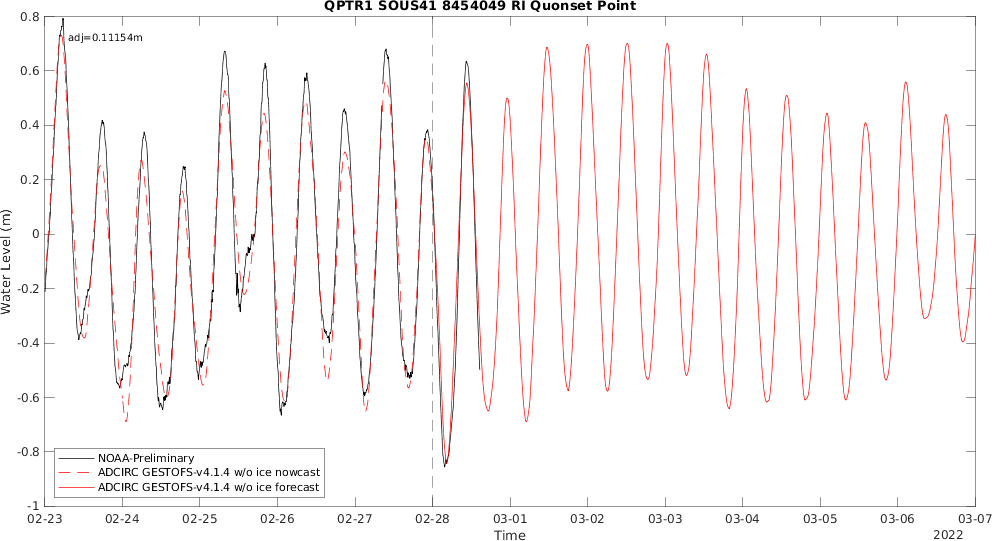 QPTR1 SOUS41 8454049 RI Quonset Point
adj=0.11154m
0.8
0.6
0.4
0.2
0
-0.2
-0.4
-0.6
-0.8
-1
Water Level (m)
NOAA-Preliminary
ADCIRC GESTOFS-v4.1.4 w/o ice nowcast
ADCIRC GESTOFS-v4.1.4 w/o ice forecast
02-23 02-24 02-25 02-26 02-27 02-28 03-01 03-02 03-03 03-04 03-05 03-06 03-07
Time
2022